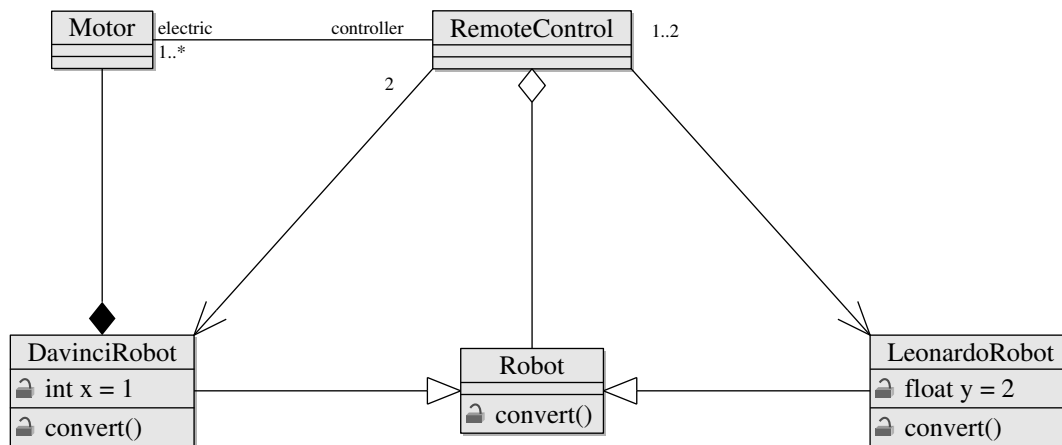 Motor
electric
controller
RemoteControl
1..2
1..*
2
DavinciRobot
Robot
LeonardoRobot
int x = 1
float y = 2
convert()
convert()
convert()